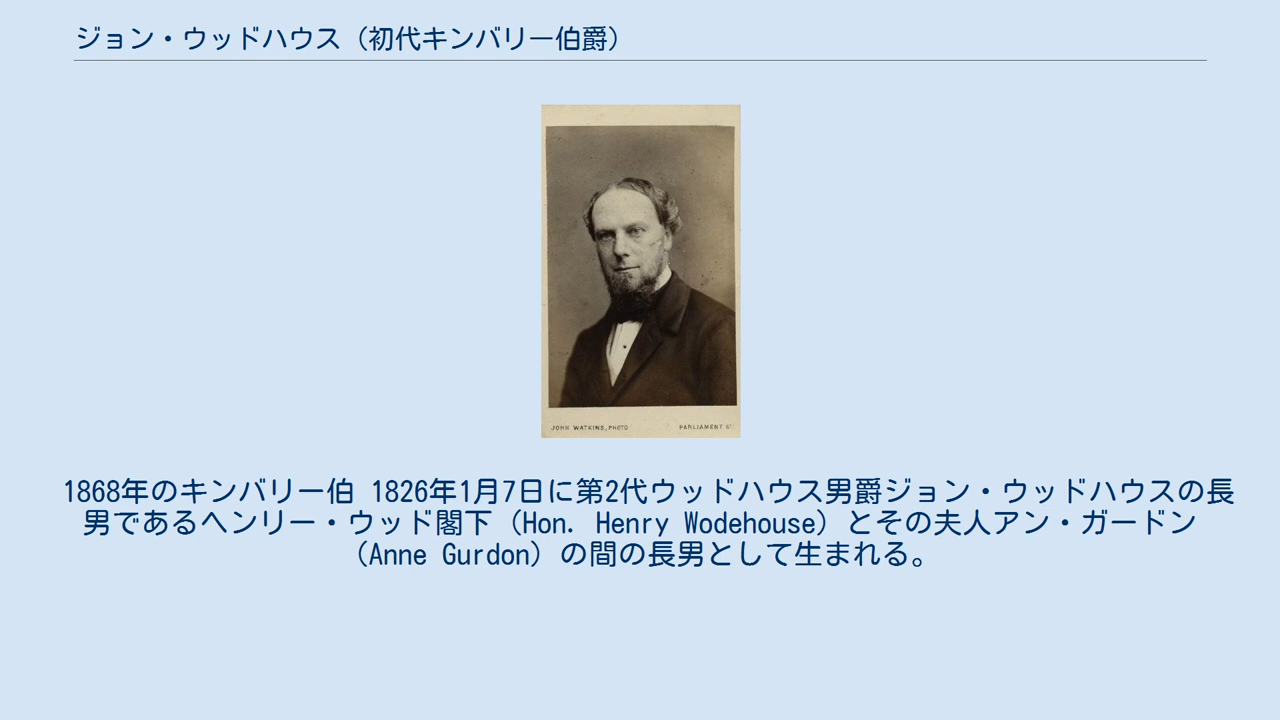 ジョン・ウッドハウス（初代キンバリー伯爵）
JOHN WATKINS, PHOTO
PARLIAMENT ST
1868年のキンバリー伯 1826年1月7日に第2代ウッドハウス男爵ジョン・ウッドハウスの長
男であるヘンリー・ウッド閣下（Hon. Henry Wodehouse）とその夫人アン・ガードン
（Anne Gurdon）の間の長男として生まれる。